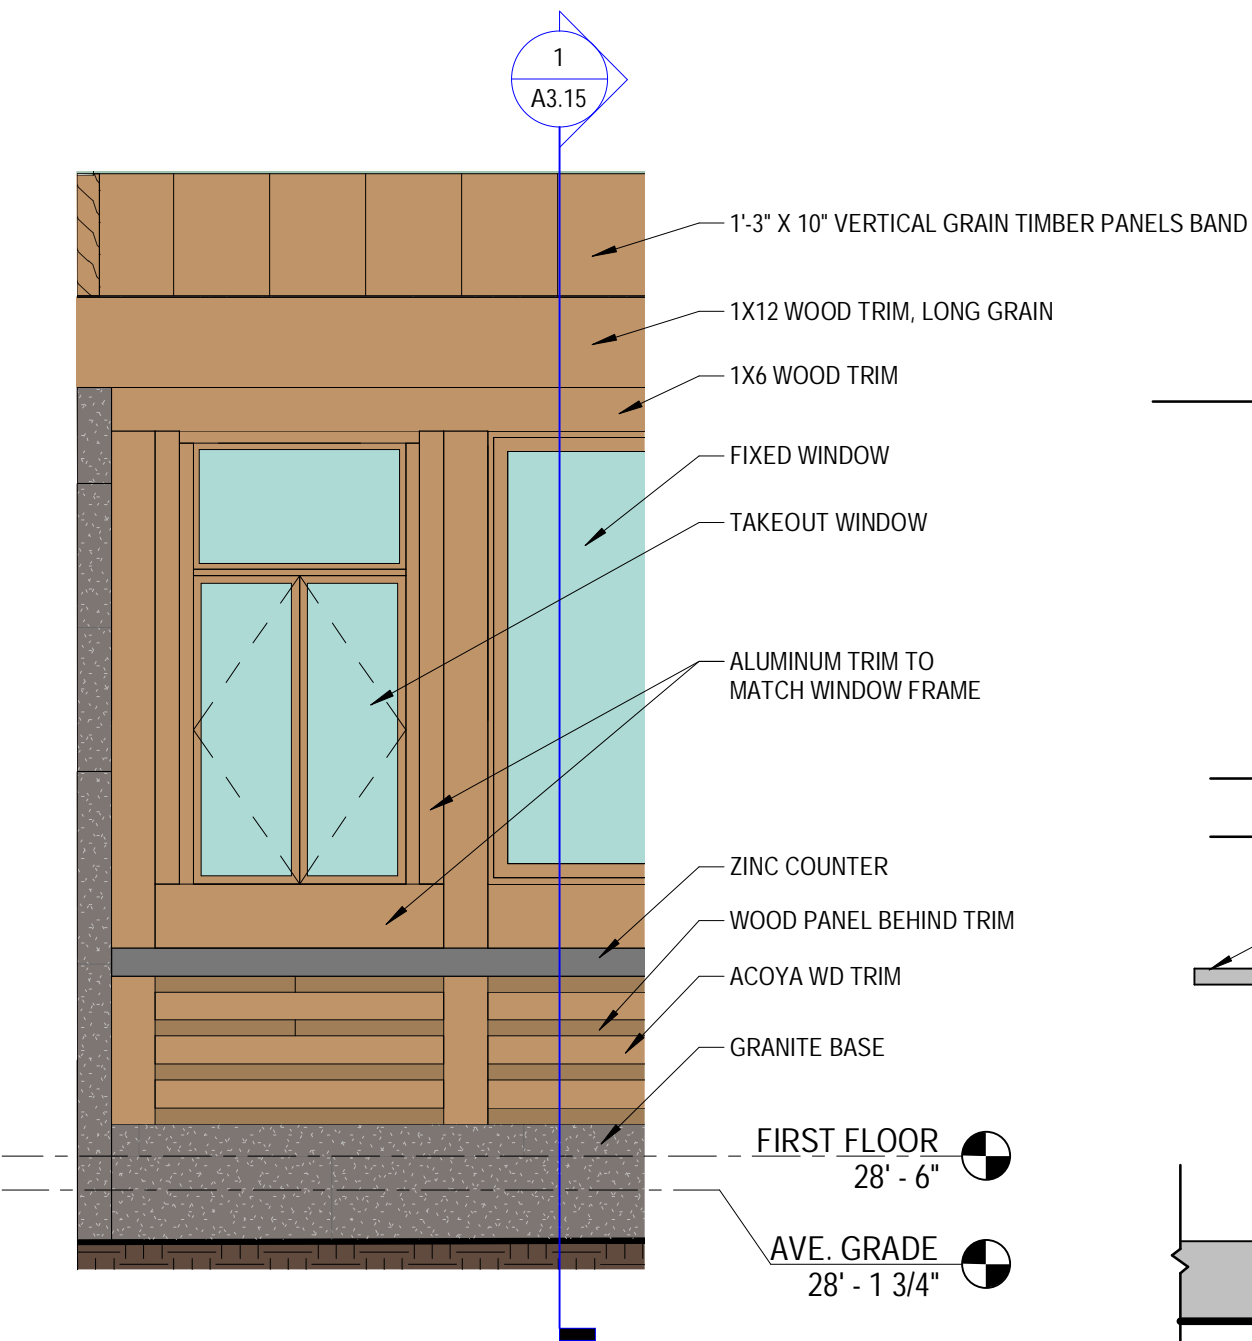 1
A3.15
1'-3" X 10" VERTICAL GRAIN TIMBER PANELS BAND
1X12 WOOD TRIM, LONG GRAIN
1X6 WOOD TRIM
FIXED WINDOW
TAKEOUT WINDOW
ALUMINUM TRIM TO
MATCH WINDOW FRAME
ZINC COUNTER
WOOD PANEL BEHIND TRIM
ACOYA WD TRIM
GRANITE BASE
FIRST FLOOR
28' - 6"
AVE. GRADE
28' - 1 3/4"